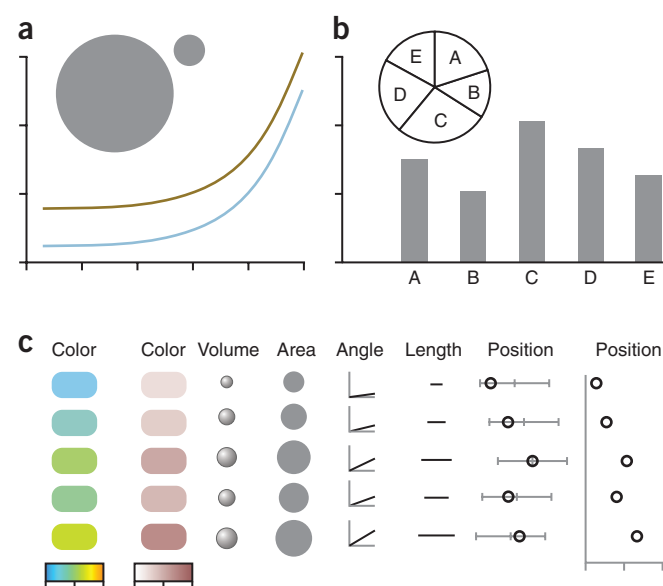 a
b
E A
D B
C
A B C D E
c
Color Color Volume Area Angle Length Position Position